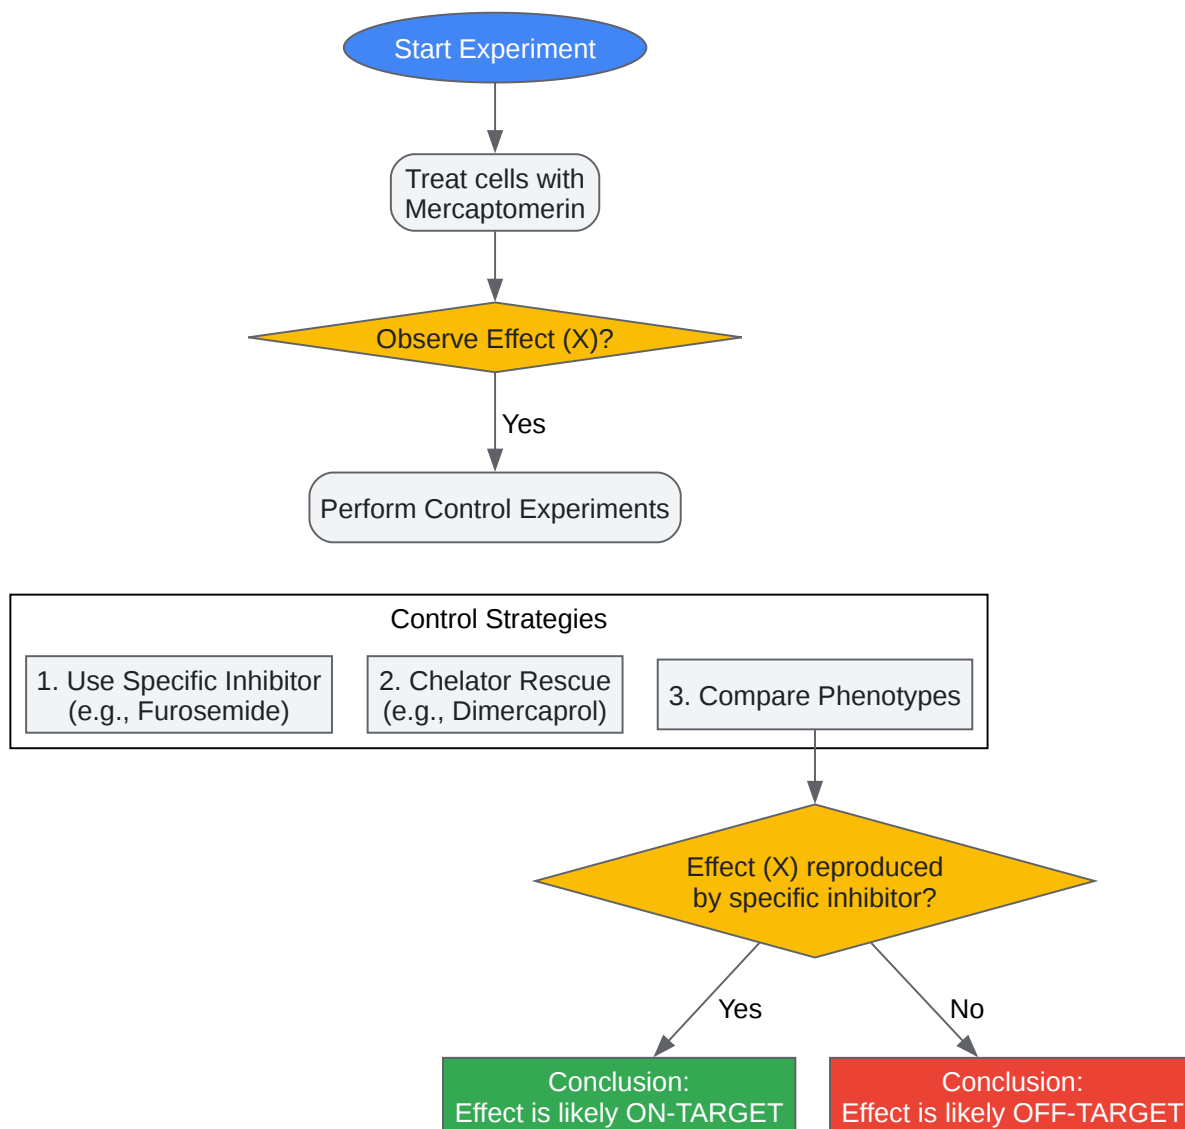 Start Experiment
Treat cells with
Mercaptomerin
Observe Effect (X)?
Yes
Perform Control Experiments
Control Strategies
1. Use Specific Inhibitor
(e.g., Furosemide)
2. Chelator Rescue
(e.g., Dimercaprol)
3. Compare Phenotypes
Effect (X) reproduced
by specific inhibitor?
Yes
No
Conclusion:
Effect is likely ON-TARGET
Conclusion:
Effect is likely OFF-TARGET